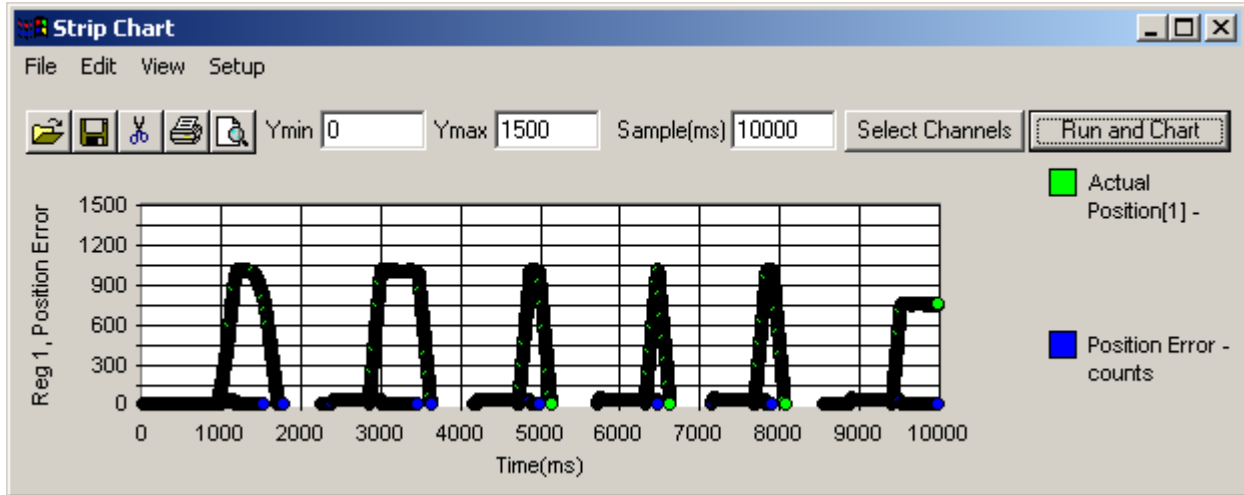 Strip Chart
File Edit View Setup
Ymin 0 Ymax 1500 Sample(ms) 10000 Select Channels Run and Chart
Actual
Position[1] -
Position Error -
counts
Reg 1, Position Error
1500
1200
900
600
300
0
0 1000 2000 3000 4000 5000 6000 7000 8000 9000 10000
Time(ms)